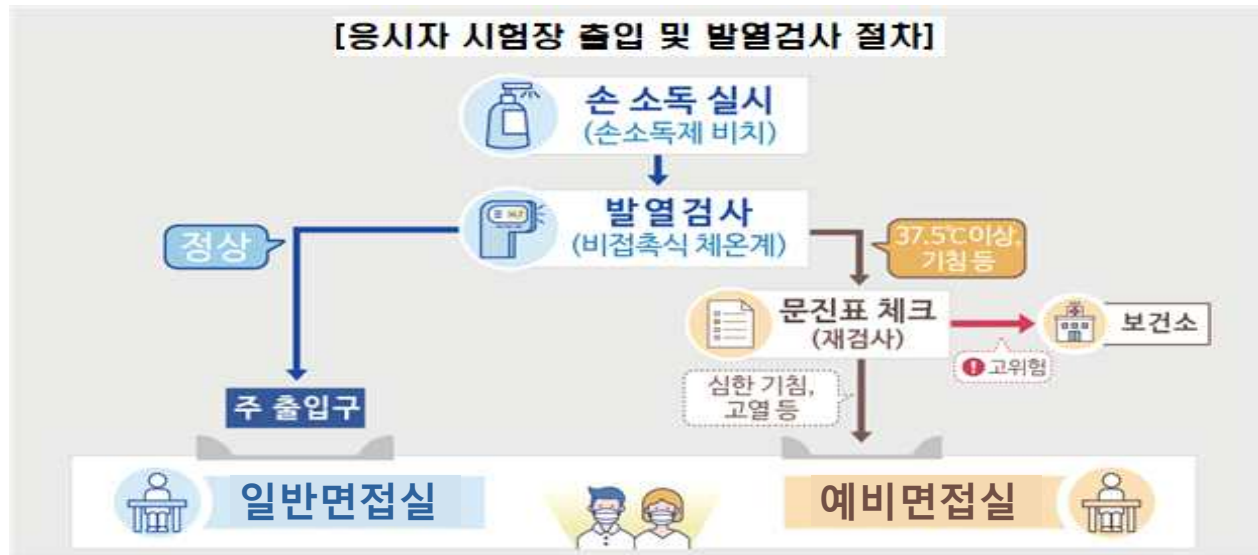 [응시자 시험장 출입 및 발열검사 절차]
손 소독 실시
(손소독제 비치)
발열검사
(비접촉식 체온계)
정상
37.5℃이상,
기침 등
문진표 체크
(재검사)
보건소
고위험
심한 기침,
고열 등
주 출입구
일반면접실
예비면접실